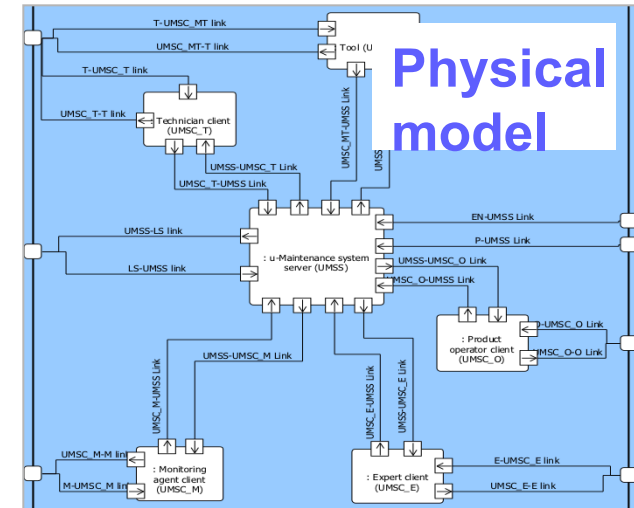 T-UMSC_MT link
UMSC_MT-T link
Tool (U
Physical
model
T-UMSC_T link
UMSC_T-T link
: Technician client
(UMSC_T)
UMSC_MT-UMSS Link
UMSS
UMSS-UMSC_T Link
UMSC_T-UMSS Link
UMSS-LS link
LS-UMSS link
: u-Maintenance system
server (UMSS)
EN-UMSS Link
P-UMSS Link
UMSS-UMSC_O Link
UMSC_O-UMSS Link
: Product
operator client
(UMSC_O)
O-UMSC_O Link
UMSC_O-O Link
UMSS-UMSC_M Link
UMSC_M-UMSS Link
UMSC_E-UMSS Link
UMSS-UMSC_E Link
UMSC_M-M link
M-UMSC_M link
: Monitoring
agent client
(UMSC_M)
: Expert client
(UMSC_E)
E-UMSC_E link
UMSC_E-E link